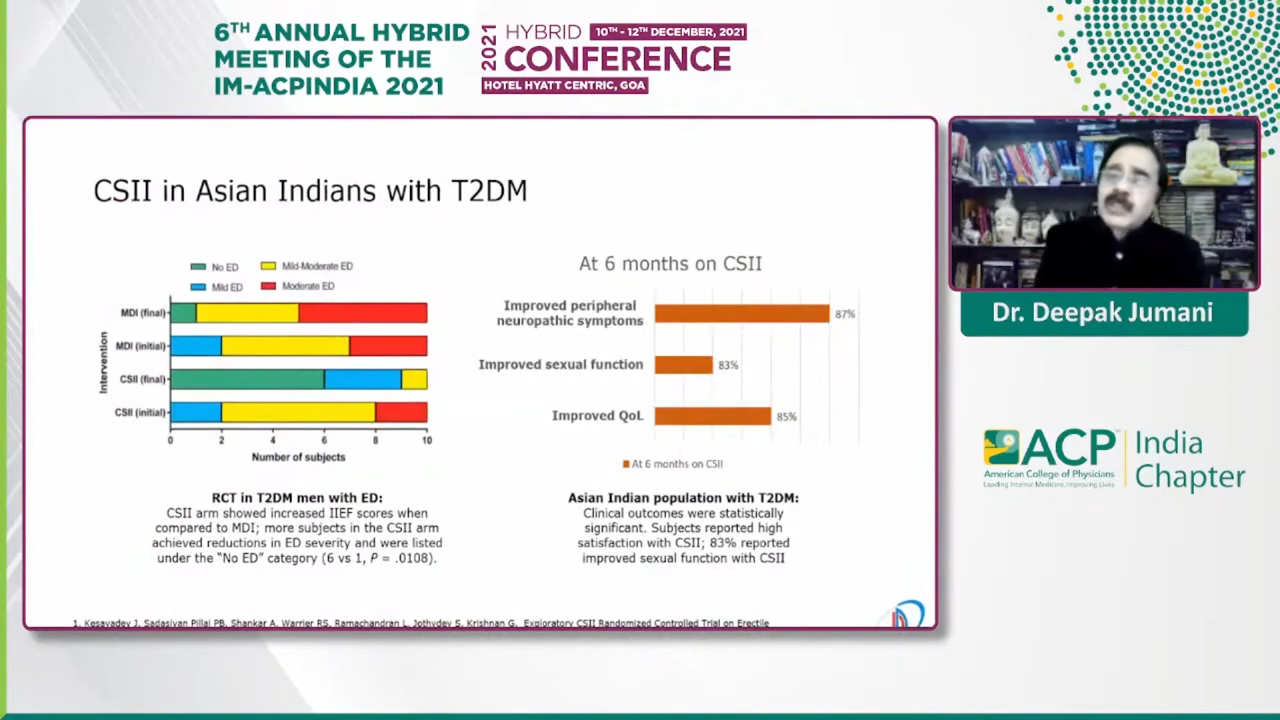 6TH ANNUAL HYBRID
MEETING OF THE
IM-ACPINDIA 2021
2021
HYBRID 10TH - 12TH DECEMBER, 2021
CONFERENCE
HOTEL HYATT CENTRIC, GOA
CSII in Asian Indians with T2DM
No ED
Mild-Moderate ED
Mild ED
Moderate ED
Intervention
MDI (final)
MDI (initial)
CSII (final)
CSII (initial)
0 2 4 6 8 10
Number of subjects
RCT in T2DM men with ED:
CSII arm showed increased IIEF scores when
compared to MDI; more subjects in the CSII arm
achieved reductions in ED severity and were listed
under the “No ED” category (6 vs 1, P = .0108).
At 6 months on CSII
Improved peripheral
neuropathic symptoms
87%
Improved sexual function
83%
Improved QoL
85%
At 6 months on CSII
Asian Indian population with T2DM:
Clinical outcomes were statistically
significant. Subjects reported high
satisfaction with CSII; 83% reported
improved sexual function with CSII
1. Kesavadev J, Sadasivan Pillai PB, Shankar A, Warrier RS, Ramachandran L, Jothydev S, Krishnan G. Exploratory CSII Randomized Controlled Trial on Erectile
Dr. Deepak Jumani
ACP
American College of Physicians
Leading Internal Medicine, Improving Lives
India
Chapter